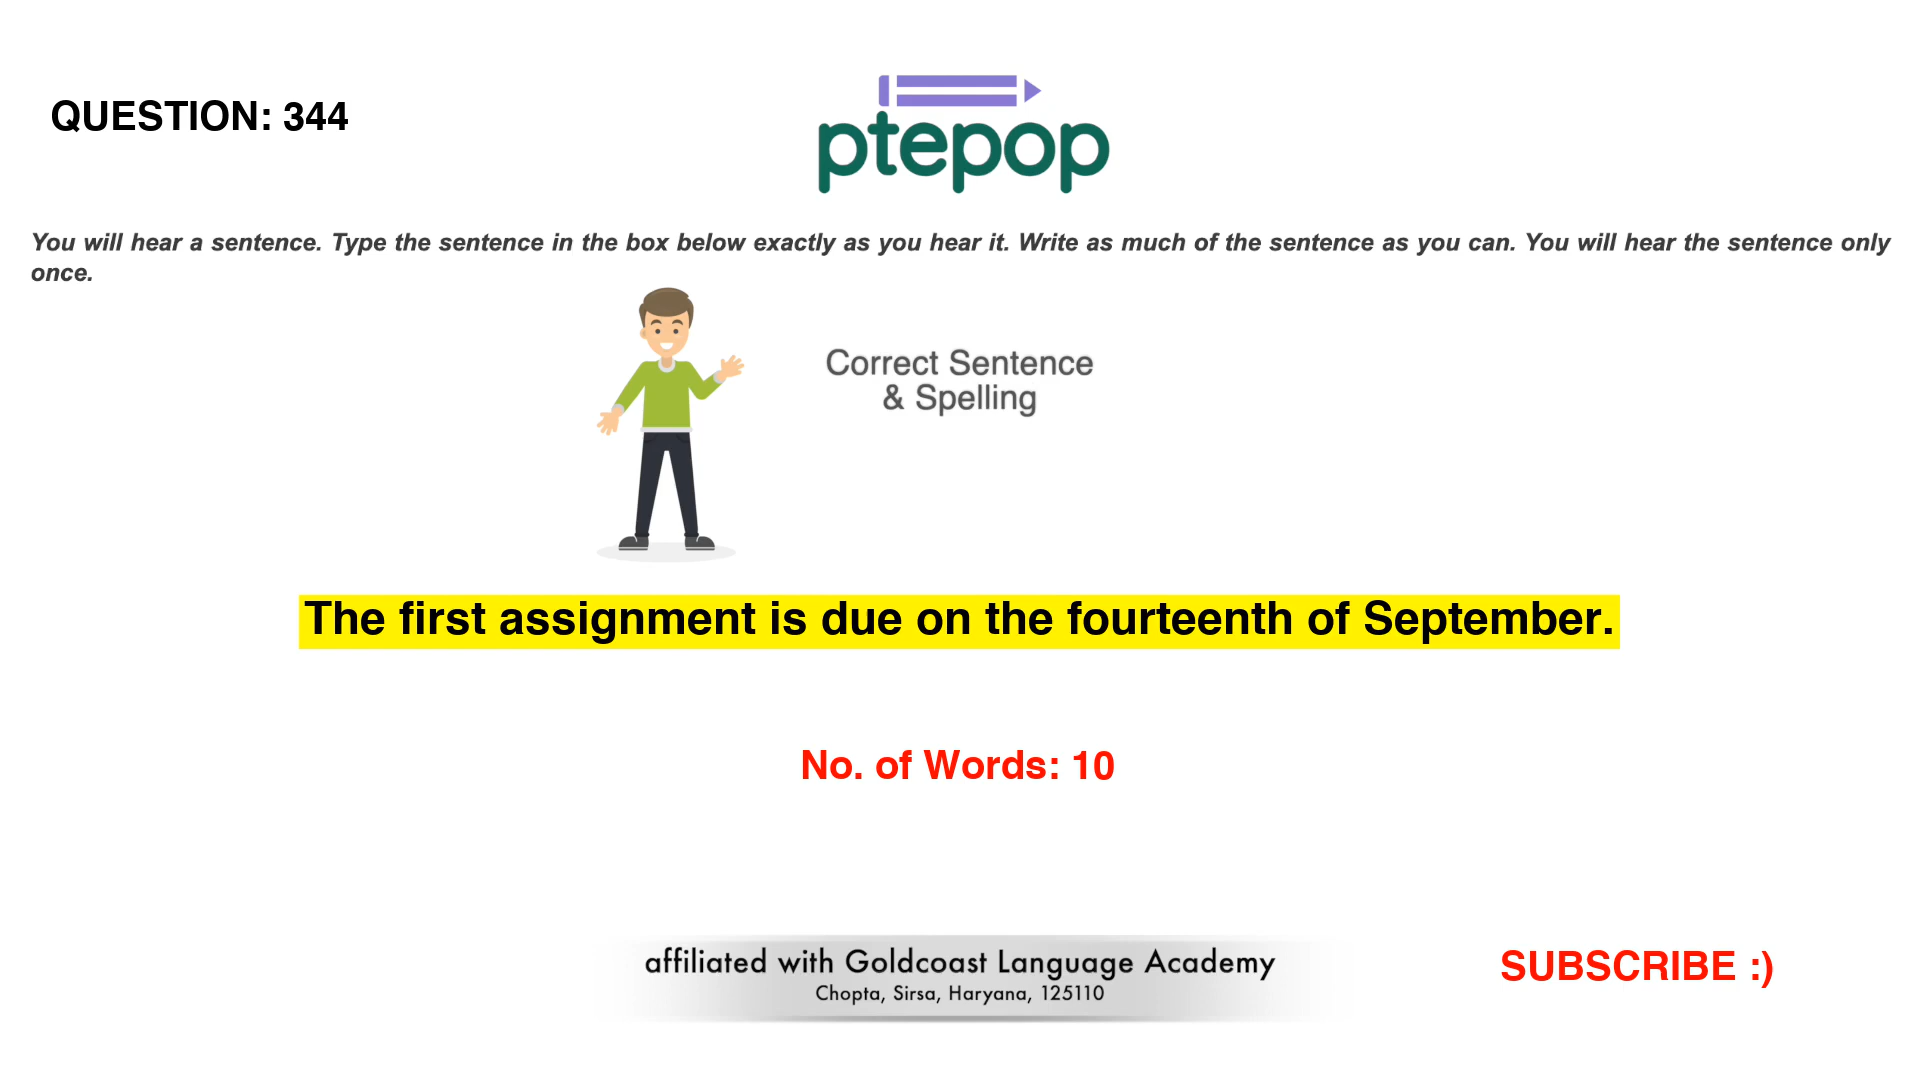 QUESTION: 344
ptepop
You will hear a sentence. Type the sentence in the box below exactly as you hear it. Write as much of the sentence as you can. You will hear the sentence only
once.
Correct Sentence
& Spelling
The first assignment is due on the fourteenth of September.
No. of Words: 10
affiliated with Goldcoast Language Academy
Chopta, Sirsa, Haryana, 125110
SUBSCRIBE :)